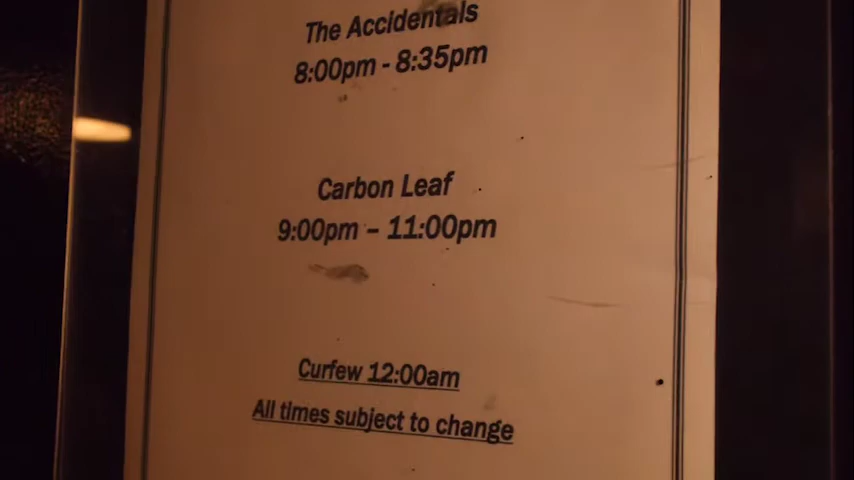 The Accidentals
8:00pm - 8:35pm
Carbon Leaf
9:00pm – 11:00pm
Curfew 12:00am
All times subject to change